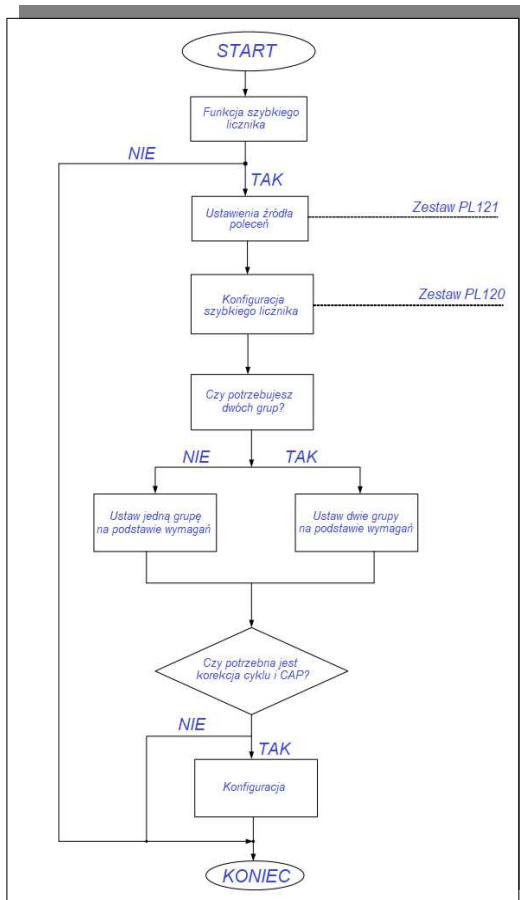 START
Funkcja szybkiego
licznika
NIE
TAK
Ustawienia źródła
poleceń
Zestaw PL121
Konfiguracja
szybkiego licznika
Zestaw PL120
Czy potrzebujesz
dwóch grup?
NIE
TAK
Ustaw jedną grupę
na podstawie wymagań
Ustaw dwie grupy
na podstawie wymagań
Czy potrzebna jest
korekcja cyklu i CAP?
NIE
TAK
Konfiguracja
KONIEC